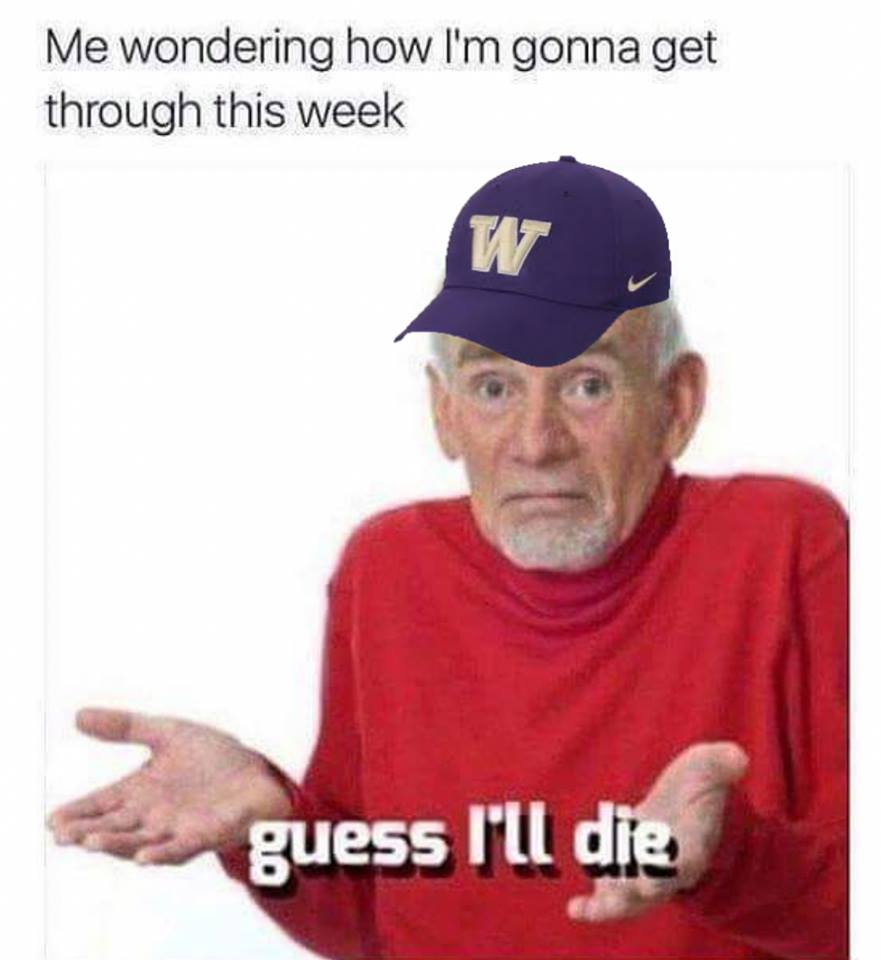 Me wondering how I'm gonna get
through this week
W
guess I'll die